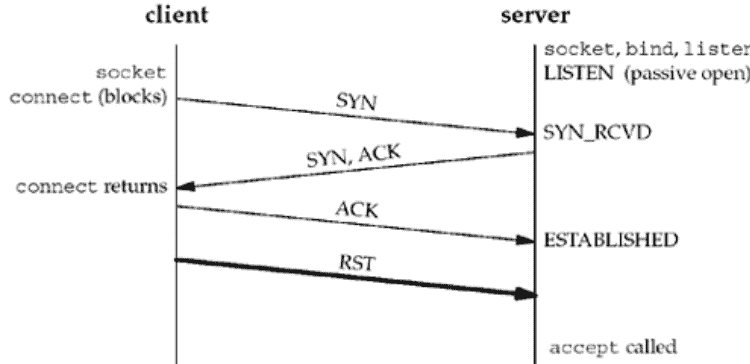 client
server
socket, bind, listen
LISTEN (passive open)
socket
connect (blocks)
SYN
SYN_RCVD
SYN, ACK
connect returns
ACK
ESTABLISHED
RST
accept called